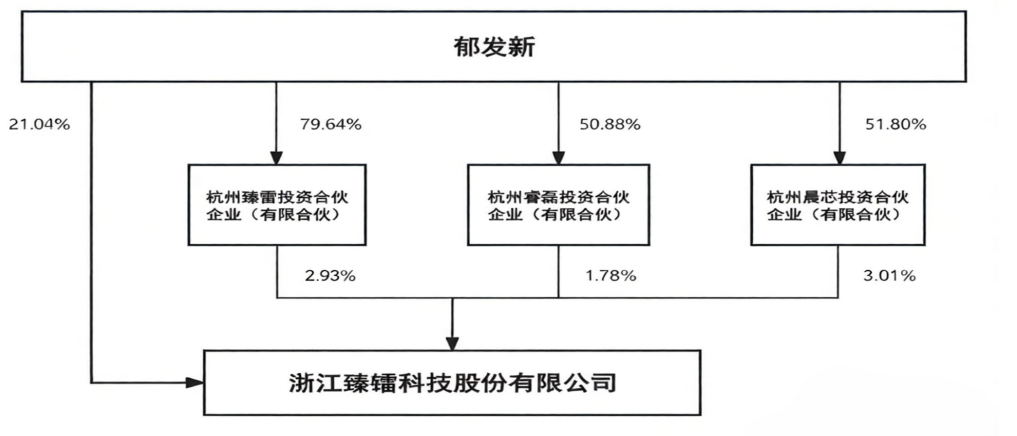 郁发新
21.04%
79.64%
50.88%
51.80%
杭州臻雷投资合伙
企业（有限合伙）
杭州睿磊投资合伙
企业（有限合伙）
杭州晨芯投资合伙
企业（有限合伙）
2.93%
1.78%
3.01%
浙江臻镭科技股份有限公司